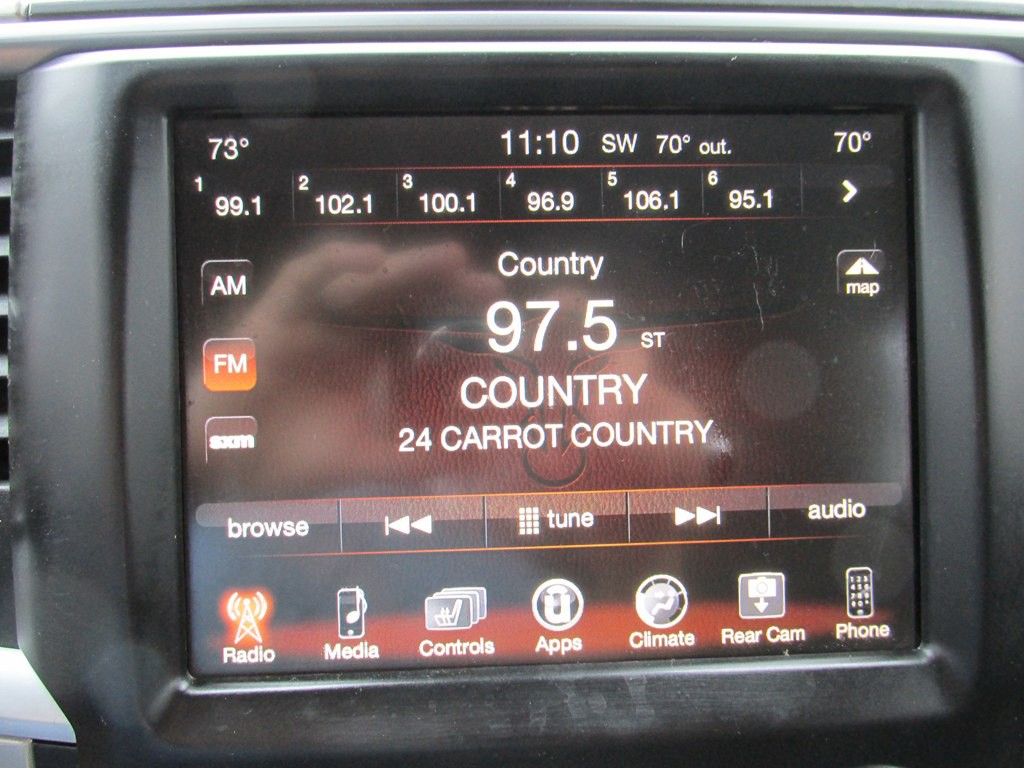 73° 11:10 SW 70° out. 70°
1 99.1 2 102.1 3 100.1 4 96.9 5 106.1 6 95.1
Country
AM map
97.5 ST
FM
COUNTRY
24 CARROT COUNTRY
sxm
browse tune audio
Radio Media Controls Apps Climate Rear Cam Phone